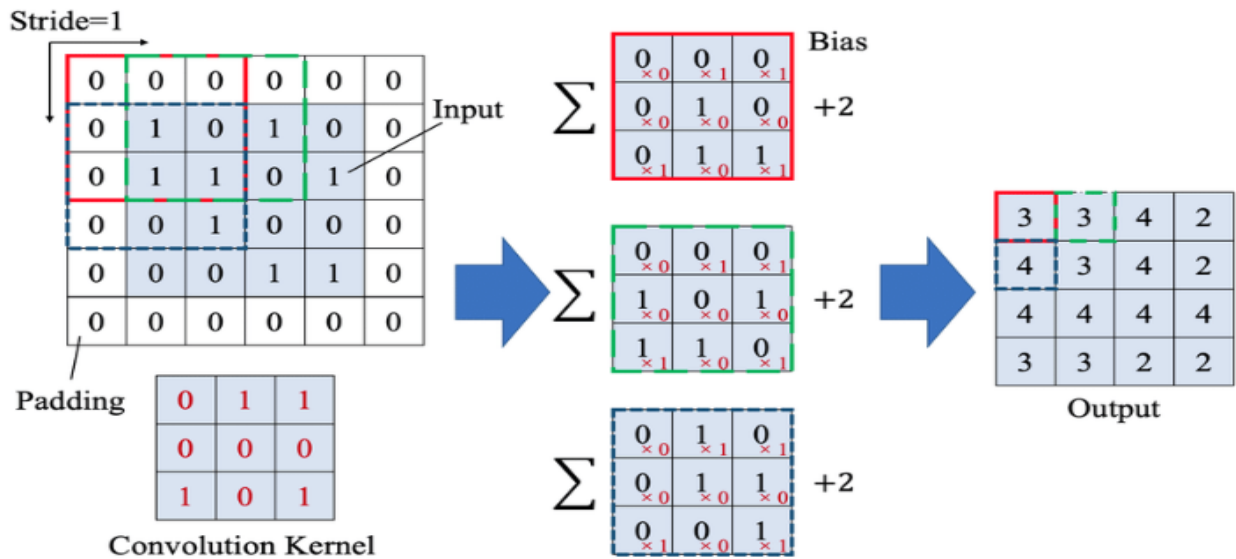 Stride=1
0 0 0 0 0 0
0 1 0 1 0 0
0 1 1 0 1 0
0 0 1 0 0 0
0 0 0 1 1 0
0 0 0 0 0 0
Input
Padding
0 1 1
0 0 0
1 0 1
Convolution Kernel
Bias
0×0 0×1 0×1
∑ 0×0 1×0 0×0 +2
0×1 1×0 1×1
0×0 0×1 0×1
∑ 1×0 0×0 1×0 +2
1×1 1×0 0×1
0×0 1×1 0×1
∑ 0×0 1×0 1×0 +2
0×1 0×0 1×1
3 3 4 2
4 3 4 2
4 4 4 4
3 3 2 2
Output